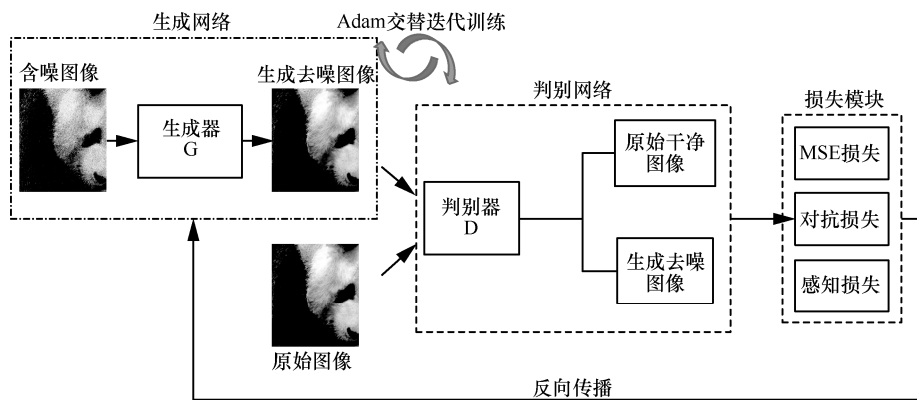 生成网络
Adam交替迭代训练
含噪图像
生成去噪图像
生成器
G
原始图像
判别网络
判别器
D
原始干净
图像
生成去噪
图像
损失模块
MSE损失
对抗损失
感知损失
反向传播